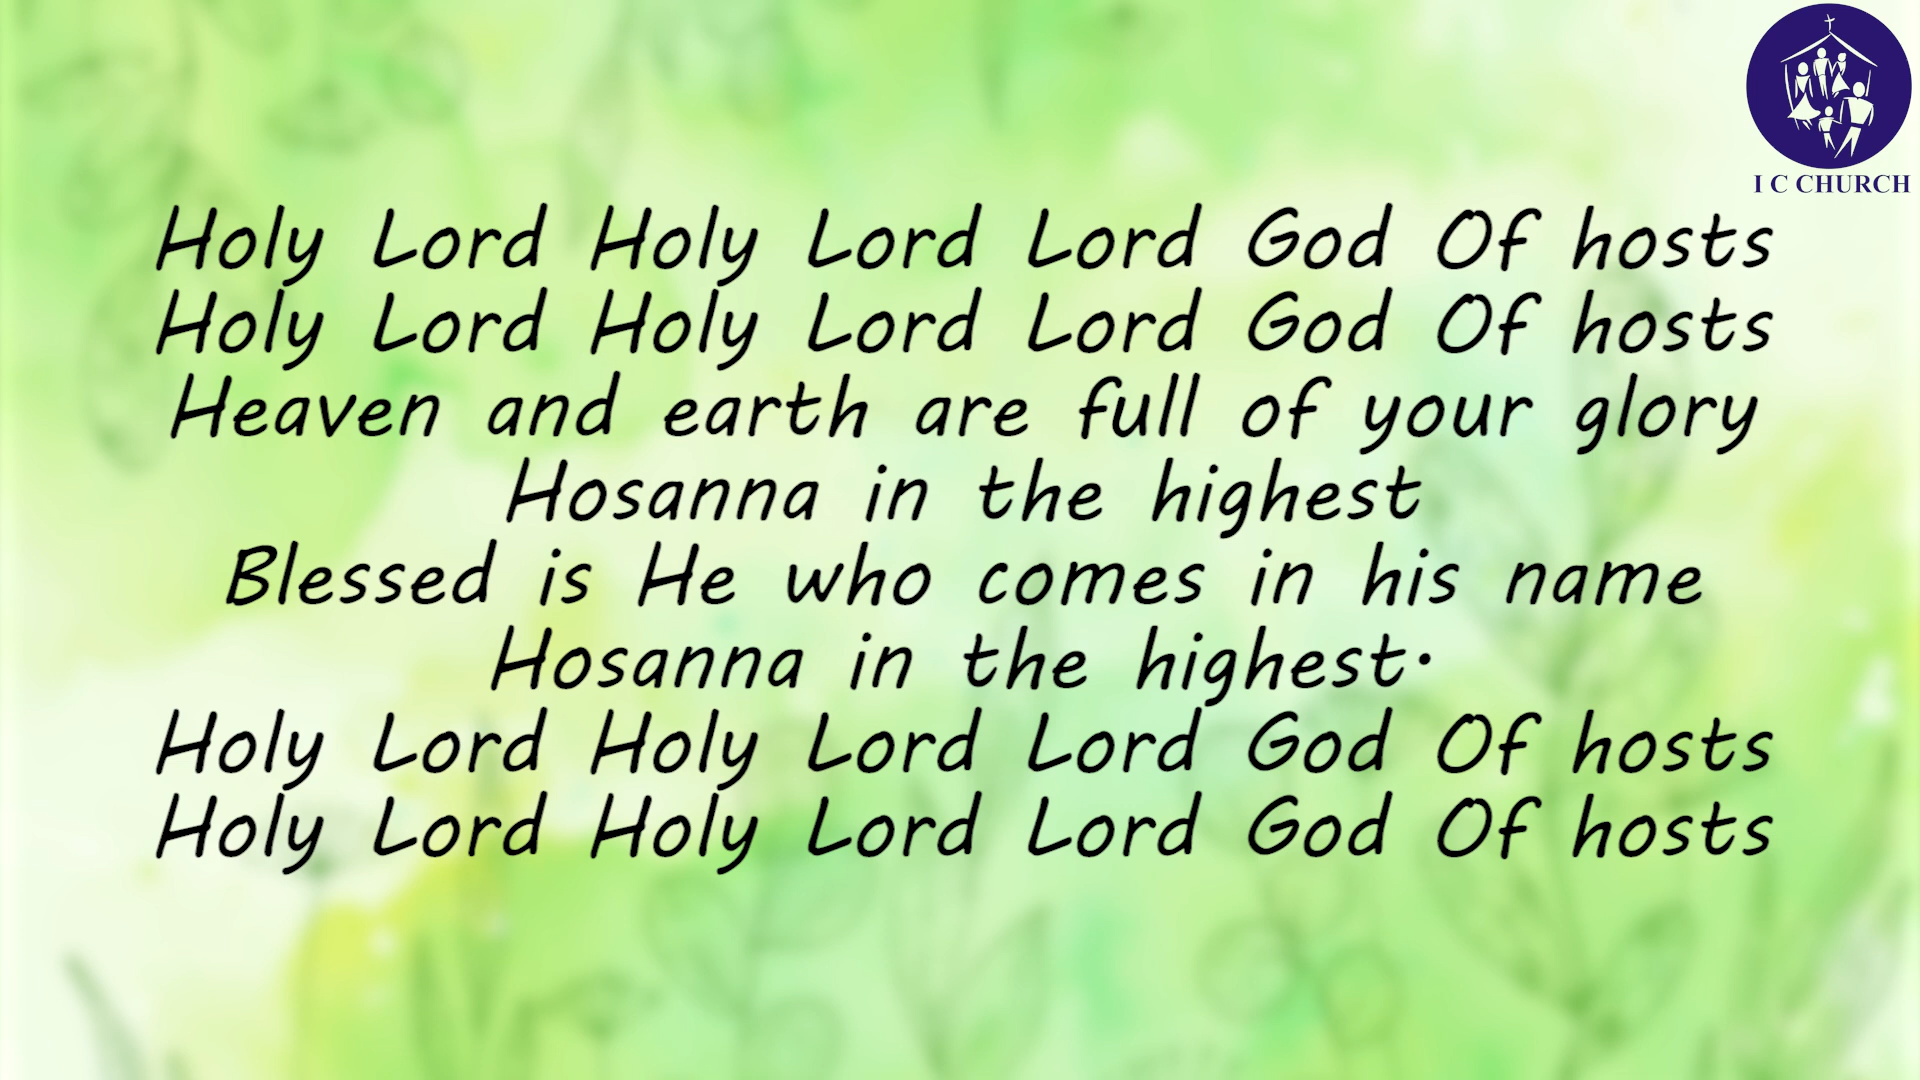 I C CHURCH
Holy Lord Holy Lord Lord God Of hosts
Holy Lord Holy Lord Lord God Of hosts
Heaven and earth are full of your glory
Hosanna in the highest
Blessed is He who comes in his name
Hosanna in the highest.
Holy Lord Holy Lord Lord God Of hosts
Holy Lord Holy Lord Lord God Of hosts